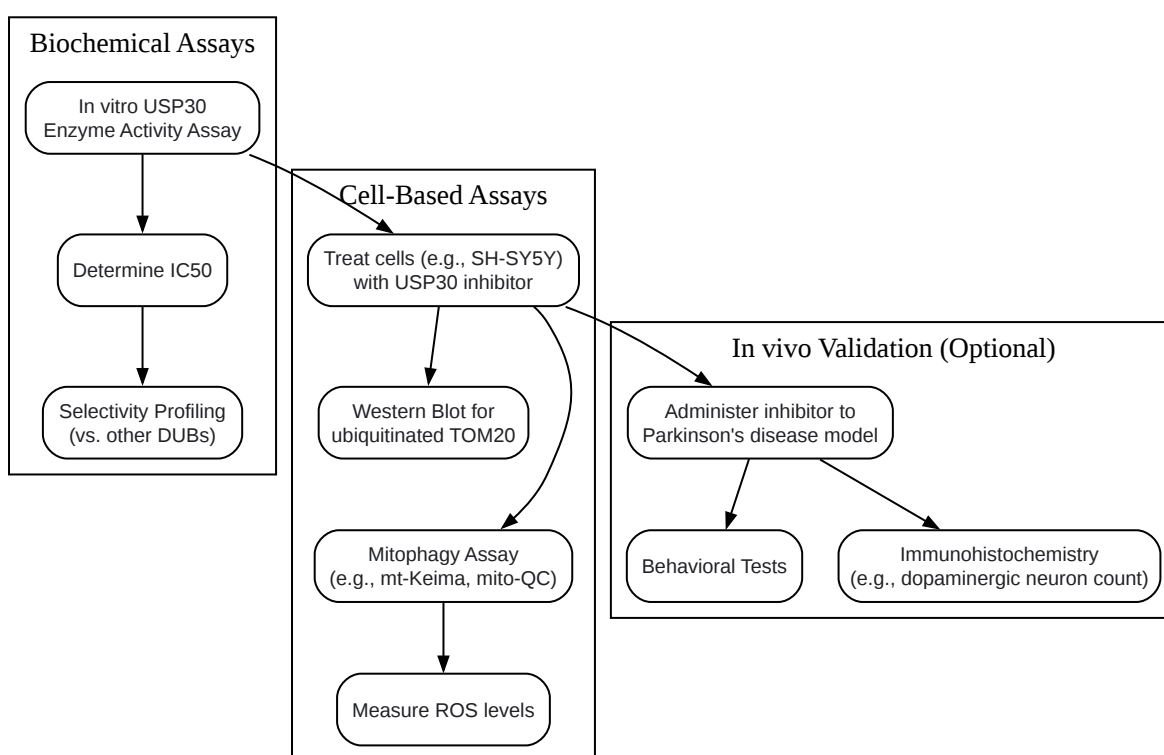 Biochemical Assays
In vitro USP30
Enzyme Activity Assay
Determine IC50
Selectivity Profiling
(vs. other DUBs)
Cell-Based Assays
Treat cells (e.g., SH-SY5Y)
with USP30 inhibitor
Western Blot for
ubiquitinated TOM20
Mitophagy Assay
(e.g., mt-Keima, mito-QC)
Measure ROS levels
In vivo Validation (Optional)
Administer inhibitor to
Parkinson's disease model
Behavioral Tests
Immunohistochemistry
(e.g., dopaminergic neuron count)